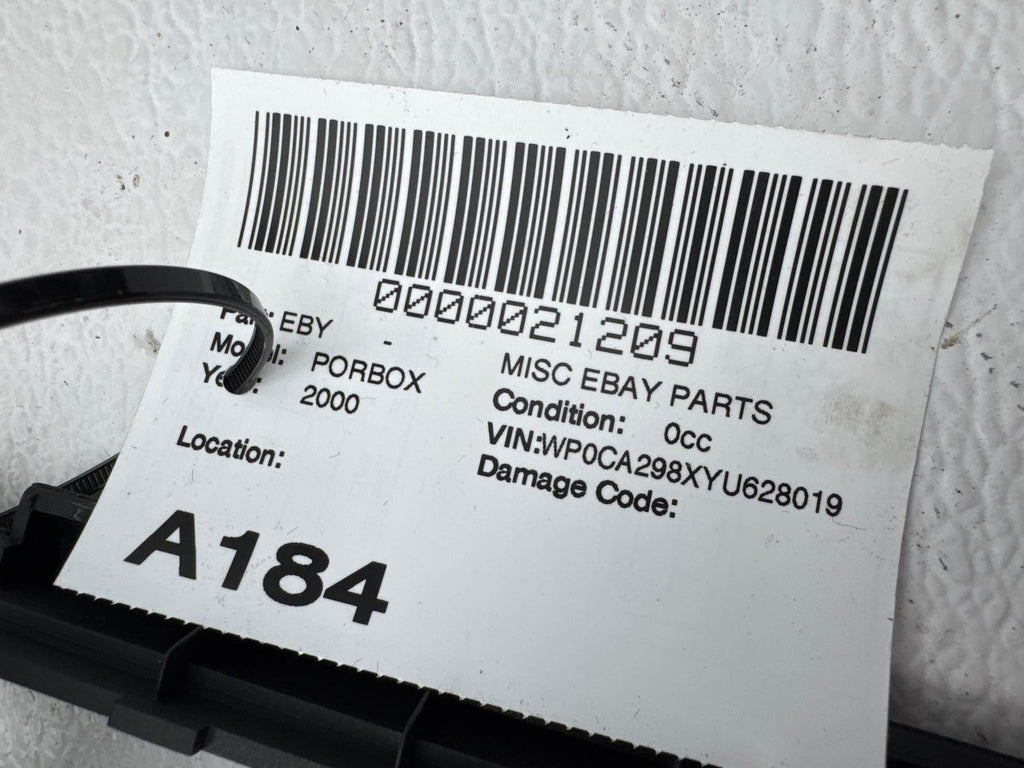 0000021209
EBY - MISC EBAY PARTS
PORBOX Condition: 0cc
2000 VIN:WP0CA298XYU628019
Damage Code:
Location:
A184